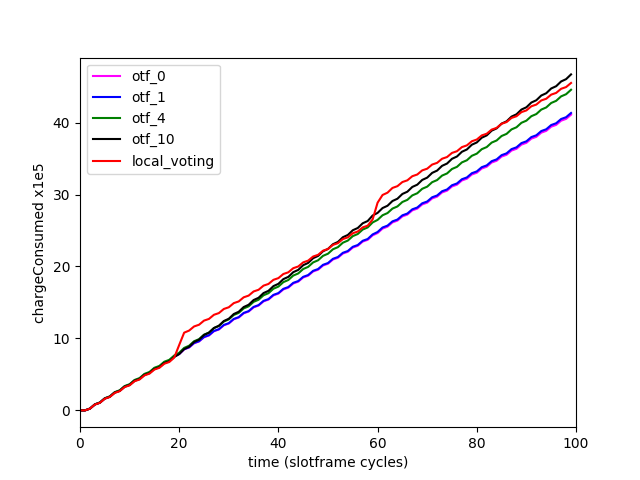 otf_0
otf_1
otf_4
otf_10
local_voting
40
30
20
10
0
chargeConsumed x1e5
0 20 40 60 80 100
time (slotframe cycles)